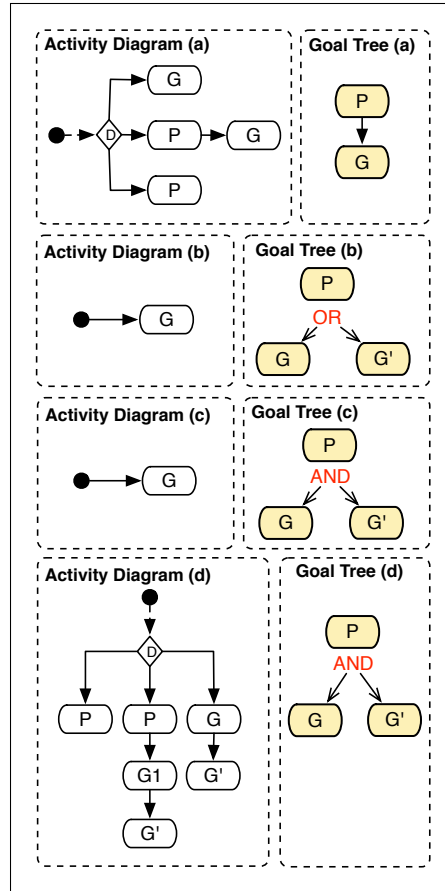 Activity Diagram (a)
G
D
P
G
P
Goal Tree (a)
P
G
Activity Diagram (b)
G
Goal Tree (b)
P
OR
G
G'
Activity Diagram (c)
G
Goal Tree (c)
P
AND
G
G'
Activity Diagram (d)
D
P
P
G
G1
G'
G'
Goal Tree (d)
P
AND
G
G'